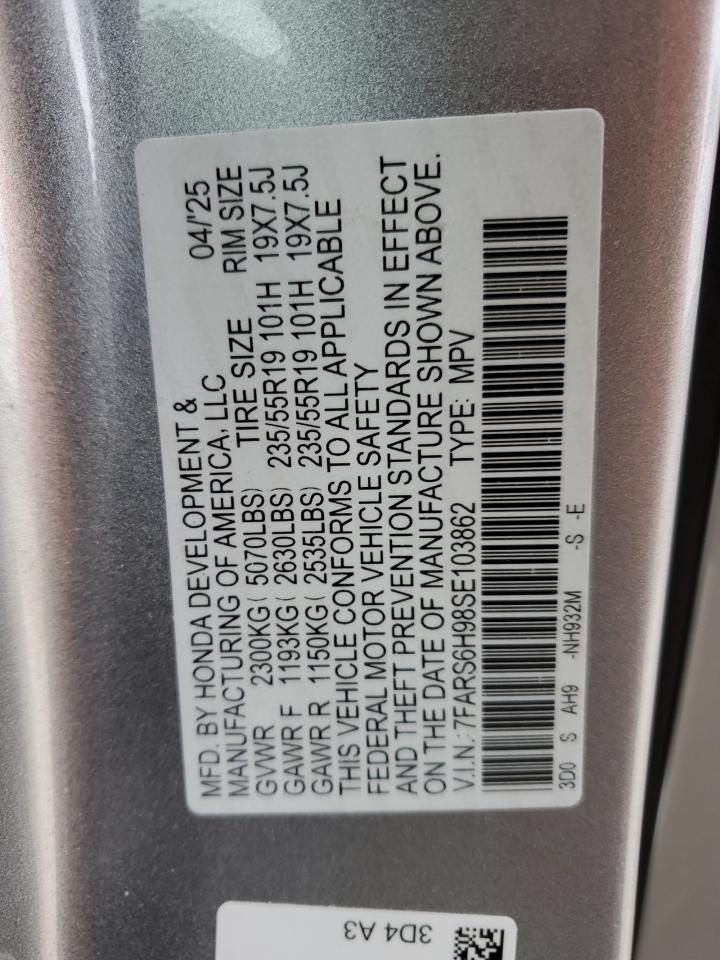 MFD. BY HONDA DEVELOPMENT & 04/'25
MANUFACTURING OF AMERICA, LLC
TIRE SIZE RIM SIZE
GVWR 2300KG( 5070LBS)
GAWR F 1193KG( 2630LBS) 235/55R19 101H 19X7.5J
GAWR R 1150KG( 2535LBS) 235/55R19 101H 19X7.5J
THIS VEHICLE CONFORMS TO ALL APPLICABLE
FEDERAL MOTOR VEHICLE SAFETY
AND THEFT PREVENTION STANDARDS IN EFFECT
ON THE DATE OF MANUFACTURE SHOWN ABOVE.
V.I.N.: 7FARS6H98SE103862 TYPE: MPV
3D0 S AH9 -NH932M -S -E
3D4 A3